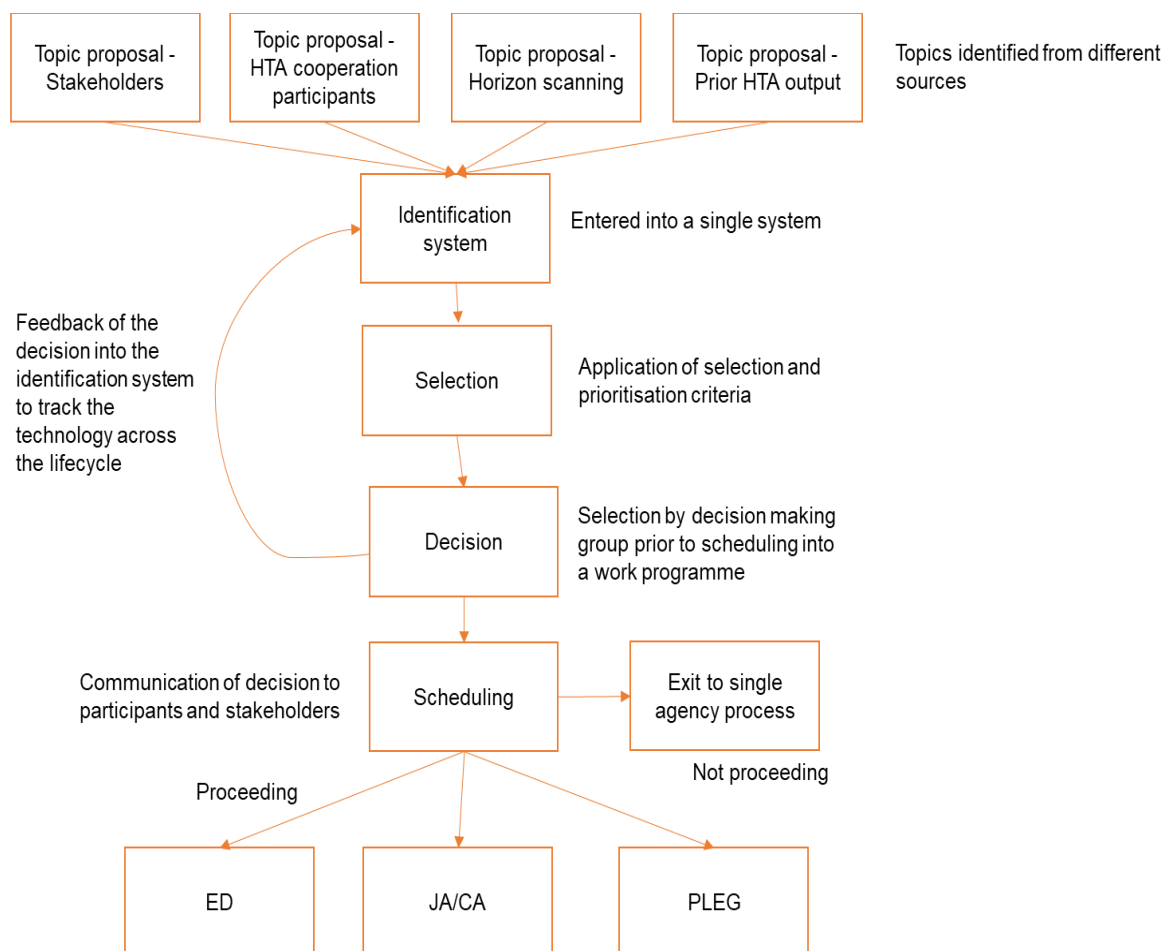 Topic proposal -
Stakeholders
Topic proposal -
HTA cooperation
participants
Topic proposal -
Horizon scanning
Topic proposal -
Prior HTA output
Topics identified from different
sources
Identification
system
Entered into a single system
Feedback of the
decision into the
identification system
to track the
technology across
the lifecycle
Selection
Application of selection and
prioritisation criteria
Decision
Selection by decision making
group prior to scheduling into
a work programme
Communication of decision to
participants and stakeholders
Scheduling
Exit to single
agency process
Not proceeding
Proceeding
ED
JA/CA
PLEG